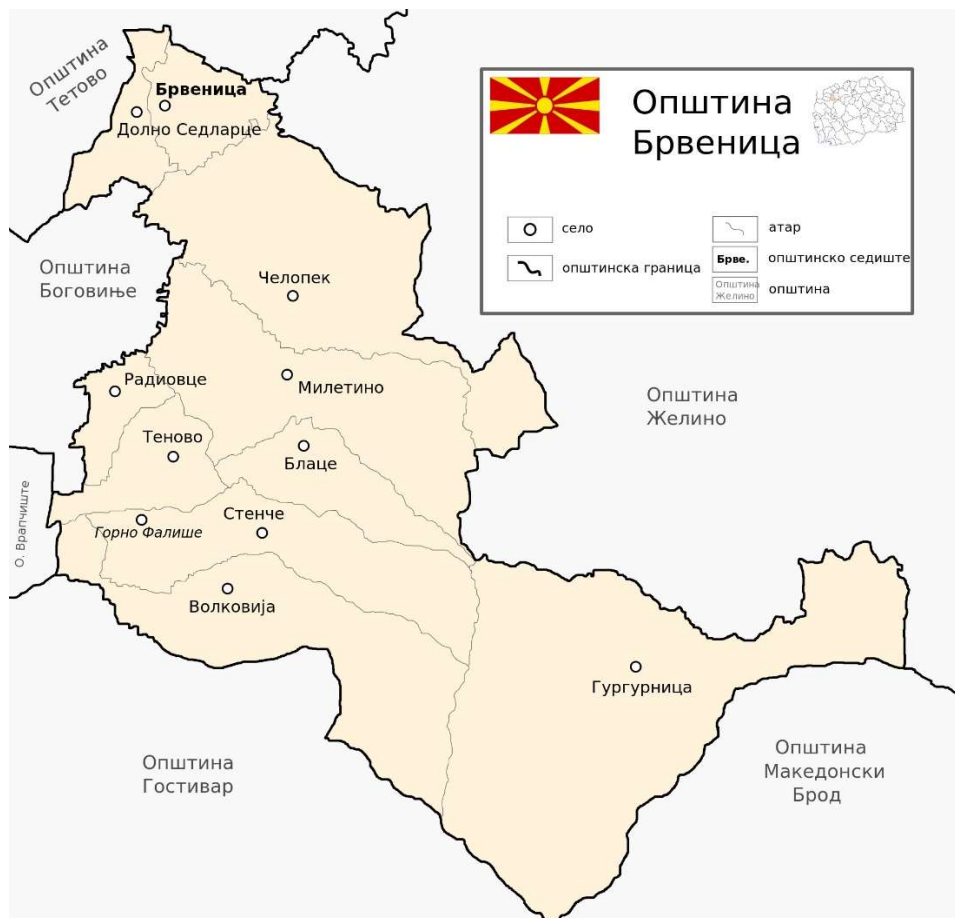 Општина
Тетово
Брвеница
Долно Седларце
Општина
Брвеница
село
атар
општинска граница
Брве.
општинско седиште
Општина
Желино
општина
Општина
Боговиње
Челопек
Радиовце
Милетино
Општина
Желино
Теново
Блаце
О. Врапчиште
Горно Фалише
Стенче
Волковија
Гургурница
Општина
Гостивар
Општина
Македонски
Брод